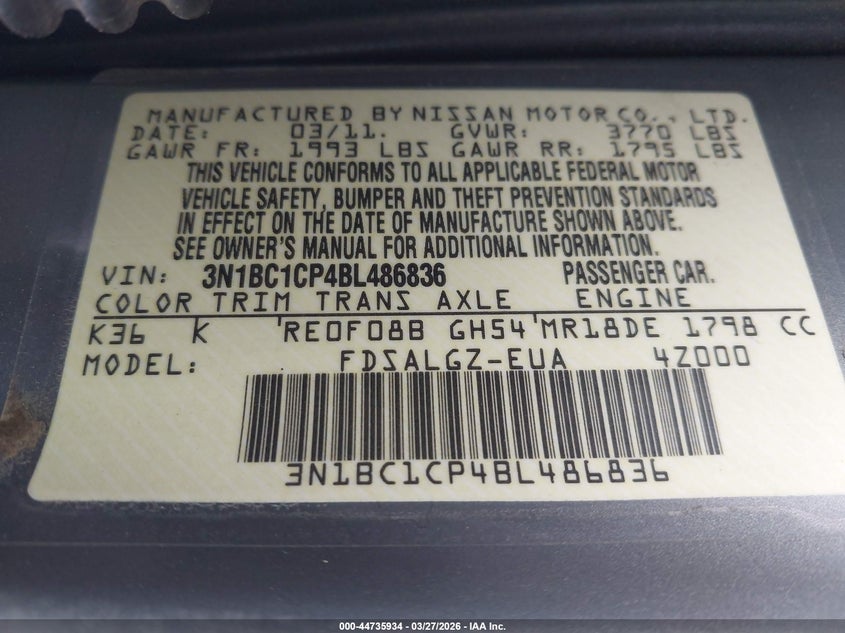 MANUFACTURED BY NISSAN MOTOR CO., LTD.
DATE: 03/11. GVWR: 3770 LBS
GAWR FR: 1993 LBS GAWR RR: 1795 LBS
THIS VEHICLE CONFORMS TO ALL APPLICABLE FEDERAL MOTOR
VEHICLE SAFETY, BUMPER AND THEFT PREVENTION STANDARDS
IN EFFECT ON THE DATE OF MANUFACTURE SHOWN ABOVE.
SEE OWNER'S MANUAL FOR ADDITIONAL INFORMATION.
VIN: 3N1BC1CP4BL486836 PASSENGER CAR.
COLOR TRIM TRANS AXLE ENGINE
K36 K RE0F08B GH54 MR18DE 1798 CC
MODEL: FDSALGZ-EUA 4Z000
3N1BC1CP4BL486836
000-44735934 - 03/27/2026 - IAA Inc.